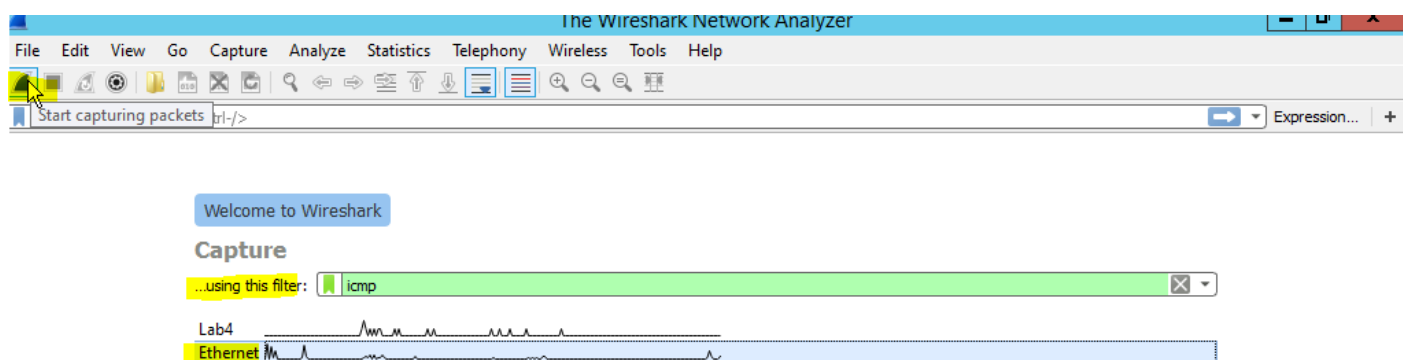 The Wireshark Network Analyzer
File Edit View Go Capture Analyze Statistics Telephony Wireless Tools Help
Start capturing packets trl-/> Expression... +
Welcome to Wireshark
Capture
...using this filter: icmp
Lab4
Ethernet